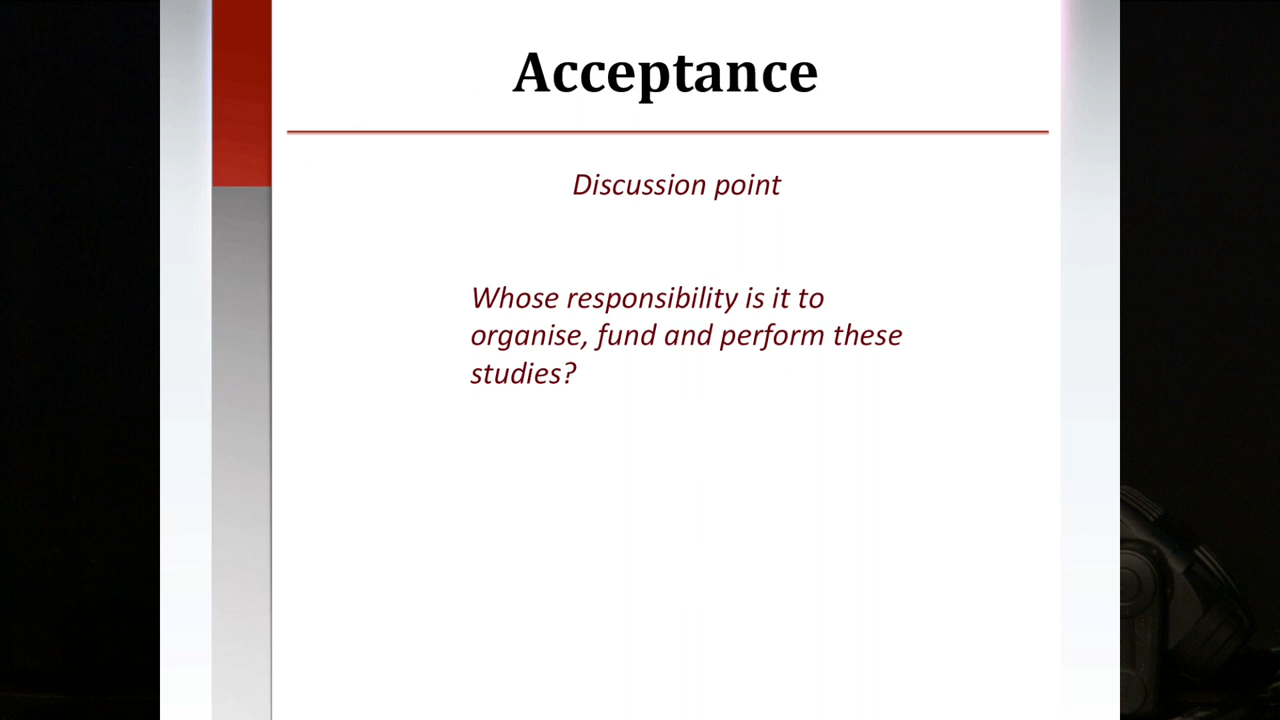 Acceptance
Discussion point
Whose responsibility is it to
organise, fund and perform these
studies?